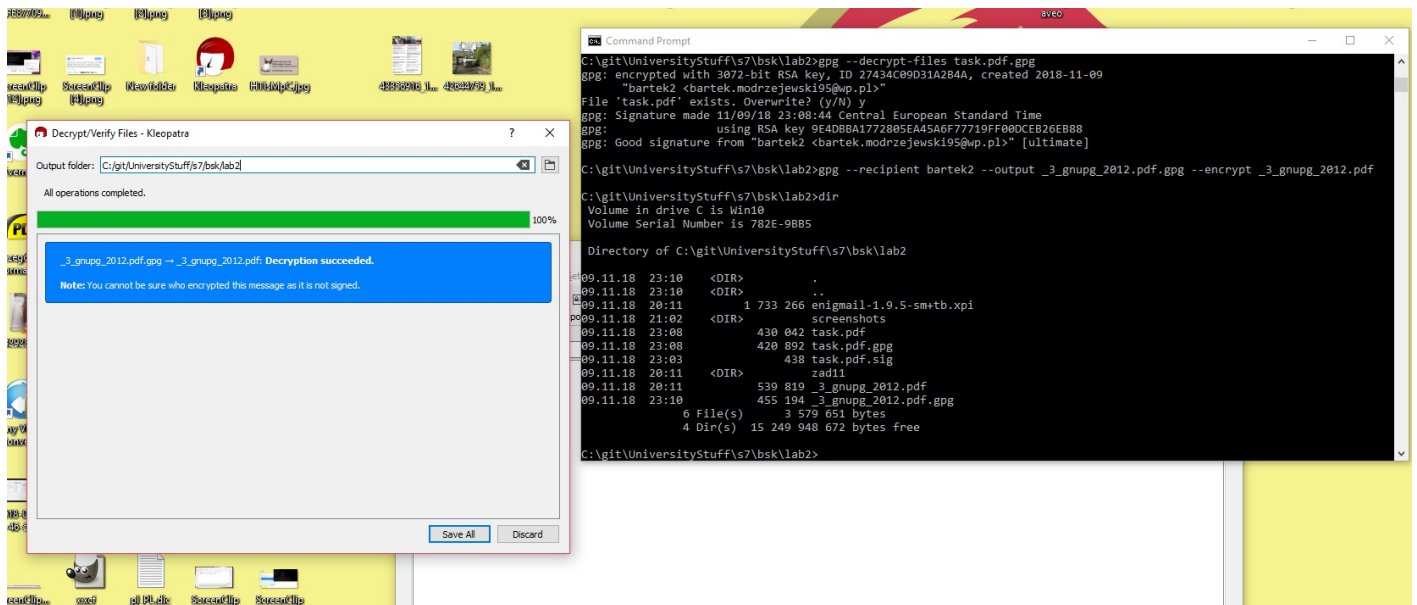 aveo
Kleopatra
Decrypt/Verify Files - Kleopatra
Output folder: C:/git/UniversityStuff/s7/bsk/lab2
All operations completed.
100%
_3_gnupg_2012.pdf.gpg → _3_gnupg_2012.pdf: Decryption succeeded.
Note: You cannot be sure who encrypted this message as it is not signed.
Save All
Discard
Command Prompt
C:\git\UniversityStuff\s7\bsk\lab2>gpg --decrypt-files task.pdf.gpg
gpg: encrypted with 3072-bit RSA key, ID 27434C09D31A2B4A, created 2018-11-09
"bartek2 <bartek.modrzejewski95@wp.pl>"
File 'task.pdf' exists. Overwrite? (y/N) y
gpg: Signature made 11/09/18 23:08:44 Central European Standard Time
gpg: using RSA key 9E4DBBA1772805EA45A6F77719FF00DCEB26EB88
gpg: Good signature from "bartek2 <bartek.modrzejewski95@wp.pl>" [ultimate]
C:\git\UniversityStuff\s7\bsk\lab2>gpg --recipient bartek2 --output _3_gnupg_2012.pdf.gpg --encrypt _3_gnupg_2012.pdf
C:\git\UniversityStuff\s7\bsk\lab2>dir
Volume in drive C is Win10
Volume Serial Number is 782E-9BB5
Directory of C:\git\UniversityStuff\s7\bsk\lab2
09.11.18 23:10 <DIR> .
09.11.18 23:10 <DIR> ..
09.11.18 20:11 1 733 266 enigmail-1.9.5-sm+tb.xpi
09.11.18 21:02 <DIR> screenshots
09.11.18 23:08 430 042 task.pdf
09.11.18 23:08 420 892 task.pdf.gpg
09.11.18 23:03 438 task.pdf.sig
09.11.18 20:11 <DIR> zad11
09.11.18 20:11 539 819 _3_gnupg_2012.pdf
09.11.18 23:10 455 194 _3_gnupg_2012.pdf.gpg
6 File(s) 3 579 651 bytes
4 Dir(s) 15 249 948 672 bytes free
C:\git\UniversityStuff\s7\bsk\lab2>